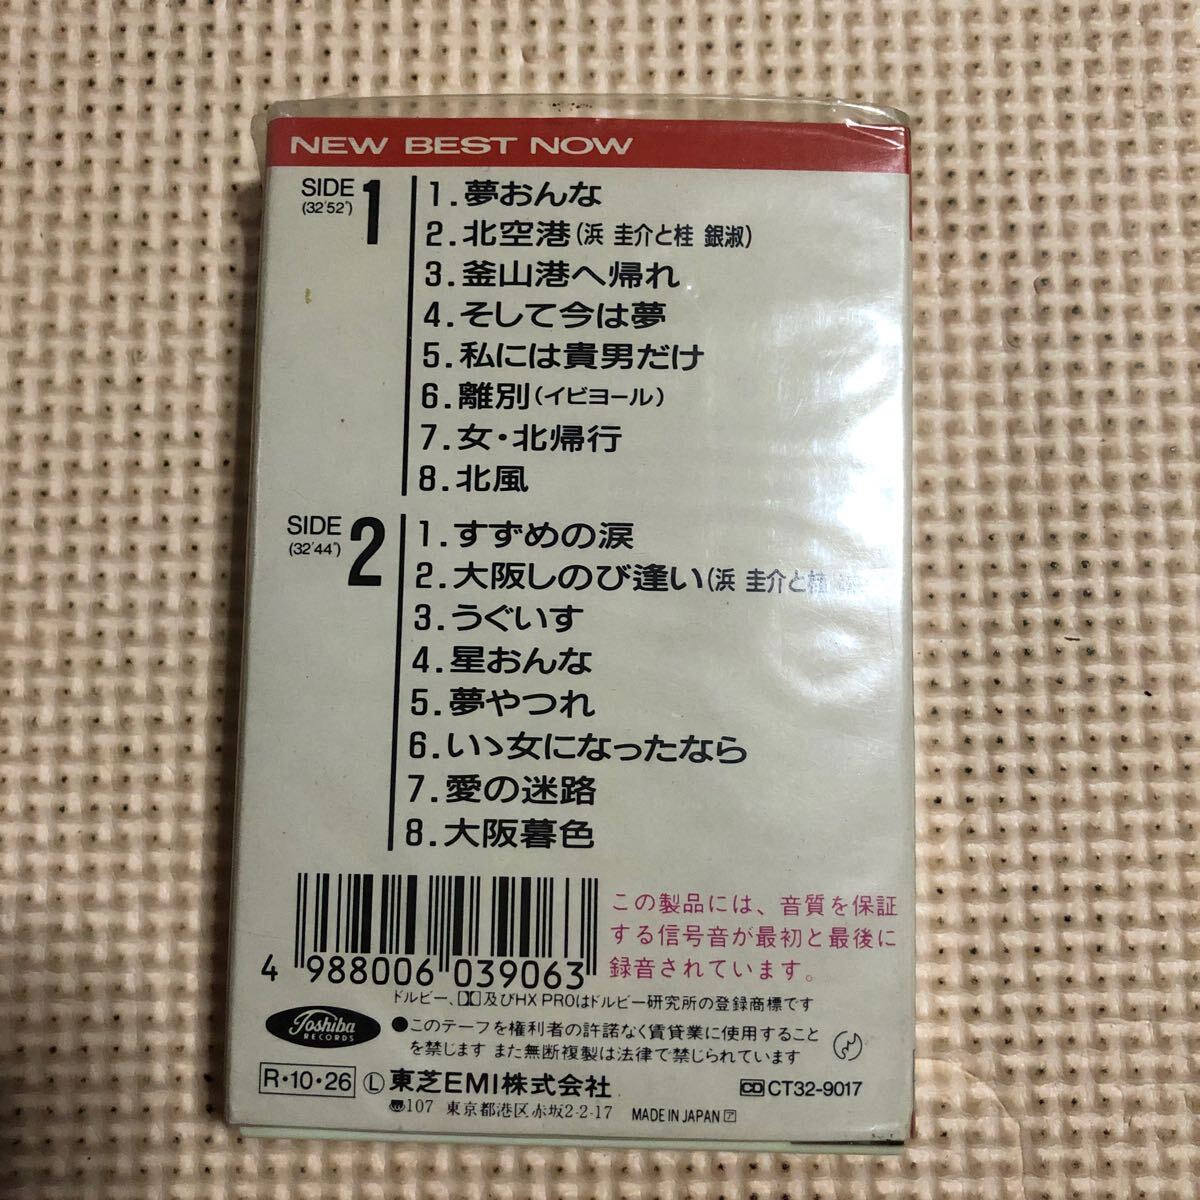 NEW BEST NOW
SIDE 1
(32'52")
1.夢おんな
2.北空港(浜 圭介と桂 銀淑)
3.釜山港へ帰れ
4.そして今は夢
5.私には貴男だけ
6.離別(イビヨール)
7.女・北帰行
8.北風
SIDE 2
(32'44")
1.すずめの涙
2.大阪しのび逢い(浜 圭介と桂
3.うぐいす
4.星おんな
5.夢やつれ
6.いゝ女になったなら
7.愛の迷路
8.大阪暮色
この製品には、音質を保証
する信号音が最初と最後に
録音されています。
4 988006 039063
ドルビー、及びHX PROはドルビー研究所の登録商標です
Toshiba
RECORDS
●このテープを権利者の許諾なく賃貸業に使用すること
を禁じます また無断複製は法律で禁じられています
R・10・26 Ⓛ東芝EMI株式会社
CD CT32-9017
107 東京都港区赤坂2-2-17 MADE IN JAPAN ア